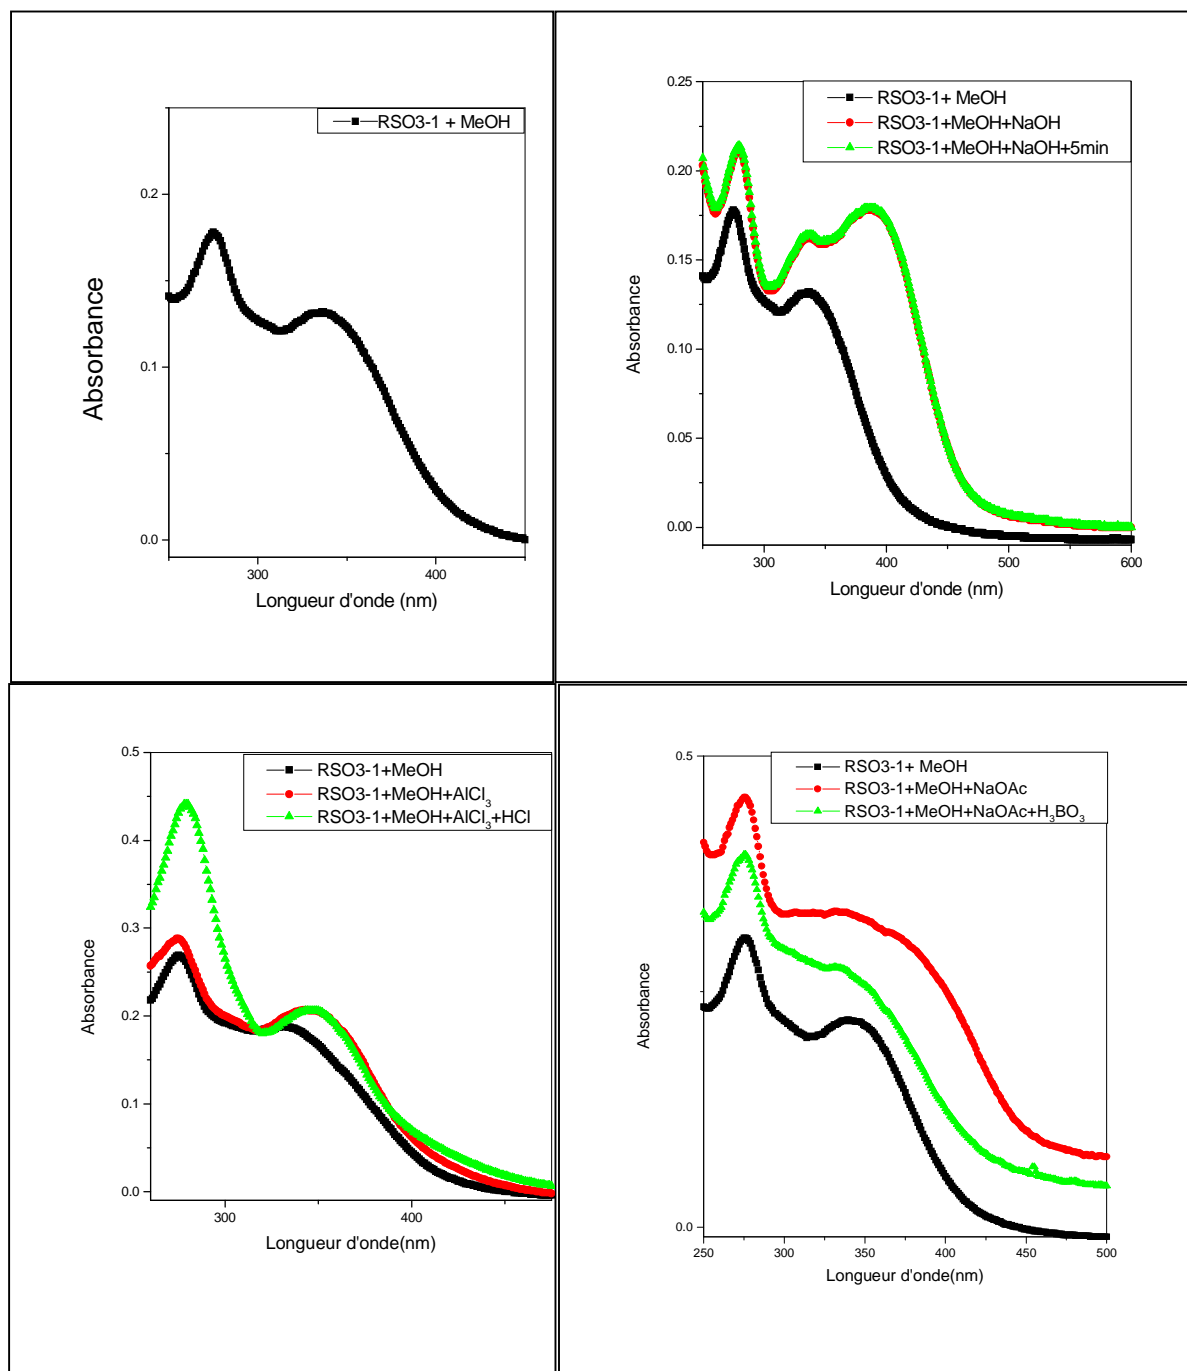 RSO3-1 + MeOH
0.2
0.1
0.0
Absorbance
300
400
Longueur d'onde (nm)
RSO3-1+ MeOH
RSO3-1+MeOH+NaOH
RSO3-1+MeOH+NaOH+5min
0.25
0.20
0.15
0.10
0.05
0.00
Absorbance
300
400
500
600
Longueur d'onde (nm)
RSO3-1+MeOH
RSO3-1+MeOH+AlCl₃
RSO3-1+MeOH+AlCl₃+HCl
0.5
0.4
0.3
0.2
0.1
0.0
Absorbance
300
400
Longueur d'onde(nm)
RSO3-1+ MeOH
RSO3-1+MeOH+NaOAc
RSO3-1+MeOH+NaOAc+H₃BO₃
0.5
0.0
Absorbance
250
300
350
400
450
500
Longueur d'onde(nm)